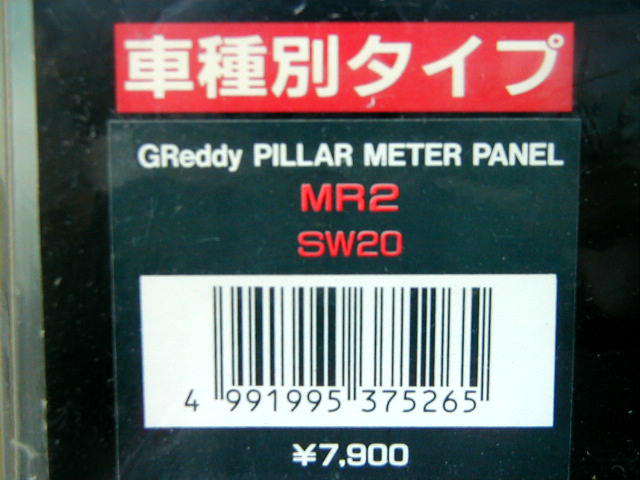 車種別タイプ
GReddy PILLAR METER PANEL
MR2
SW20
4 991995 375265
¥7,900